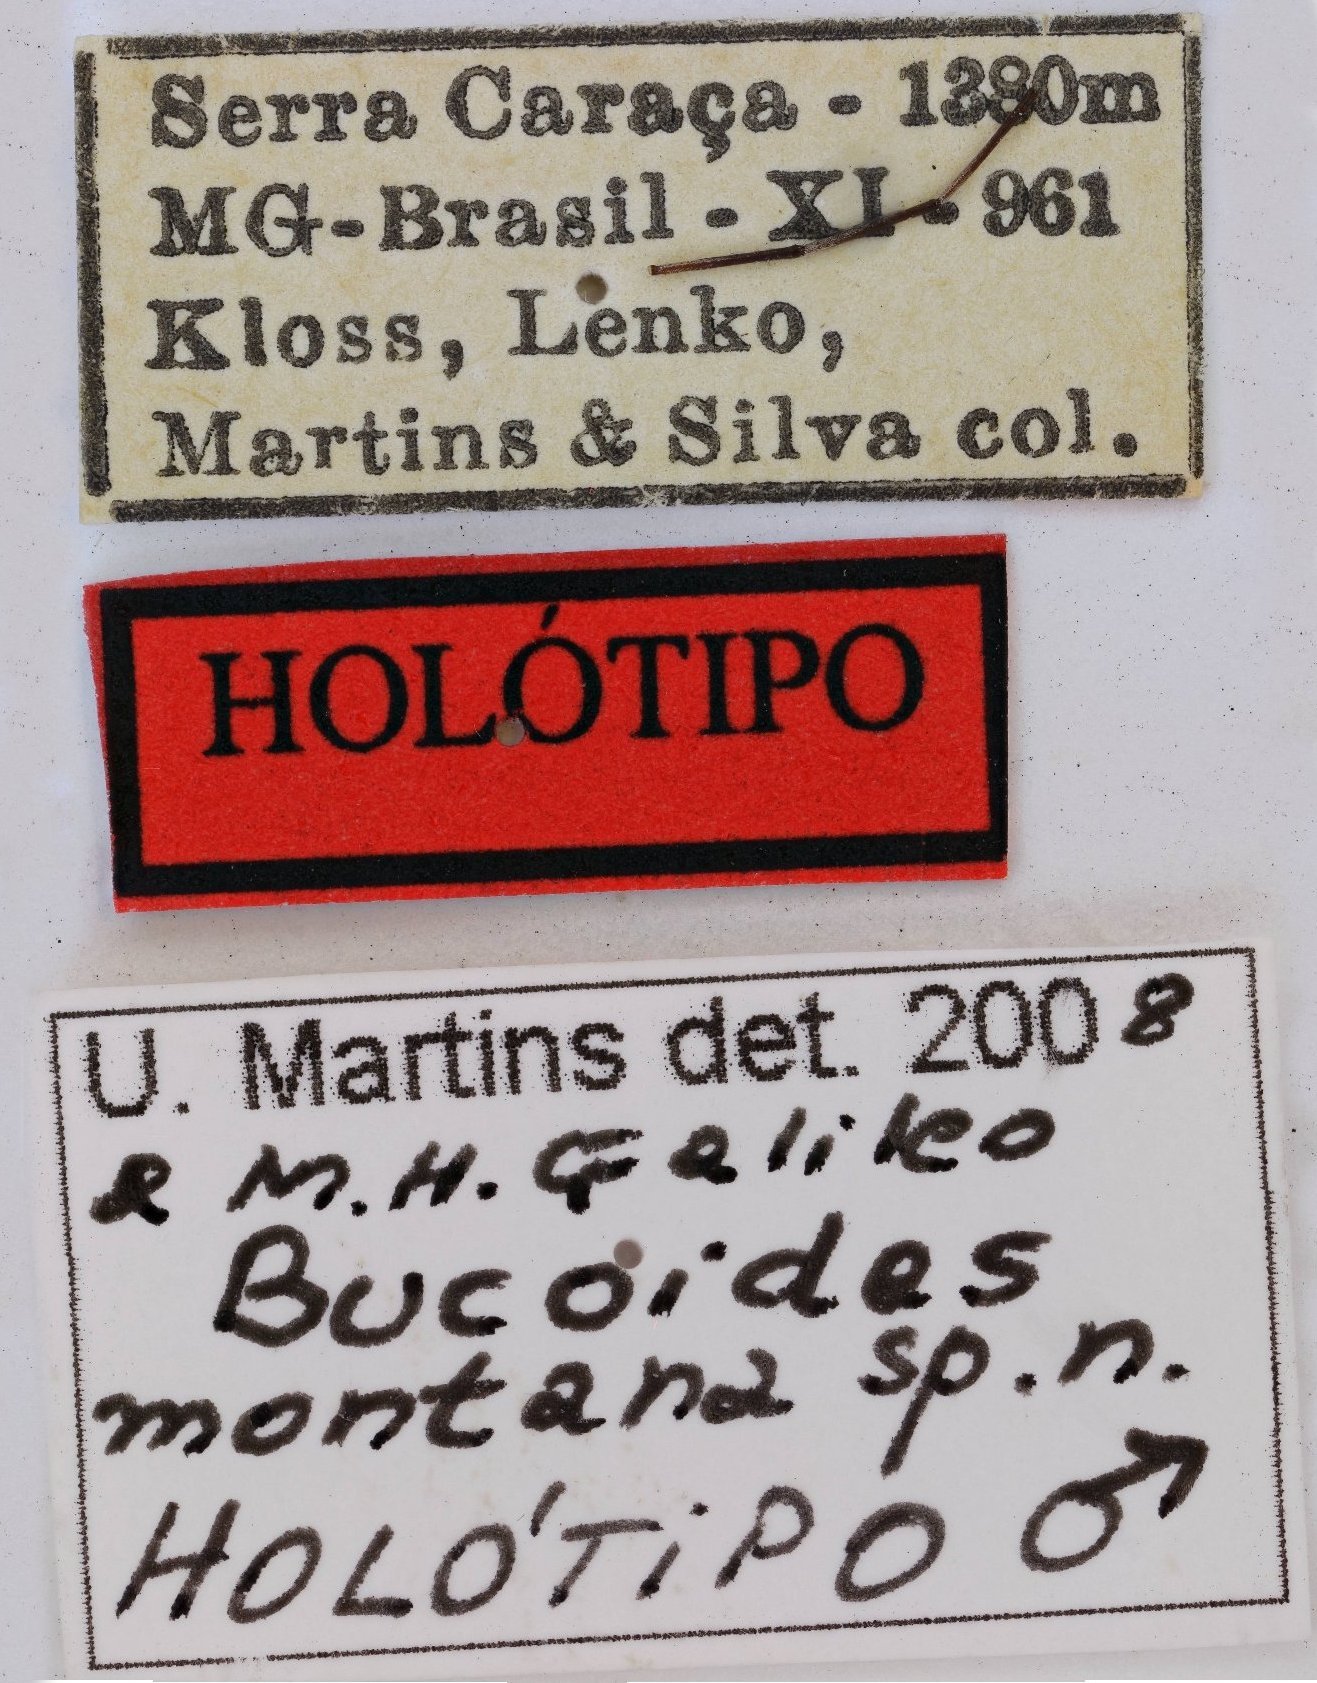 Serra Caraça - 1380m
MG-Brasil - XI - 961
Kloss, Lenko,
Martins & Silva col.
HOLÓTIPO
U. Martins det. 2008
e M.H. Galileo
Bucoides
montana sp.n.
HOLÓTIPO ♂